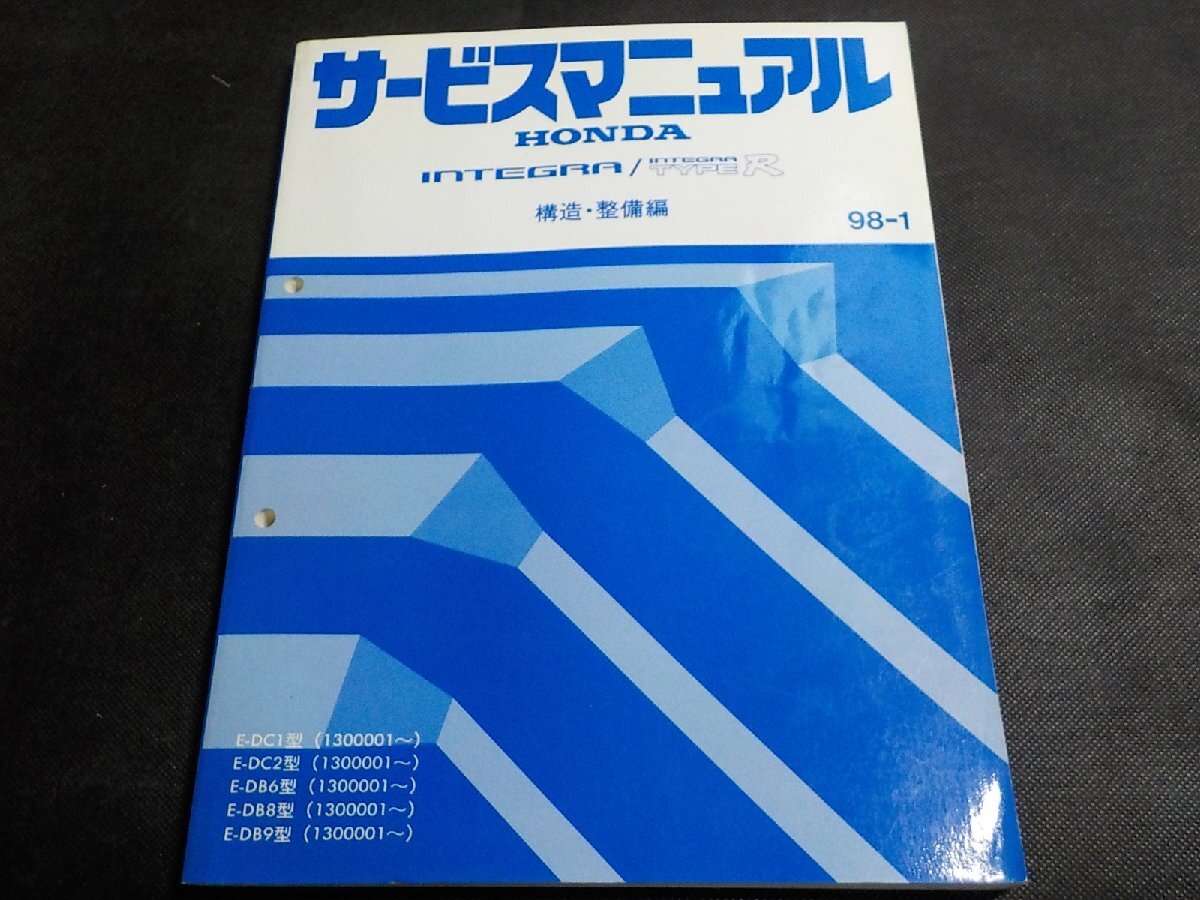 サービスマニュアル
HONDA
INTEGRA / INTEGRA TYPE R
構造・整備編
98-1
E-DC1型 (1300001～)
E-DC2型 (1300001～)
E-DB6型 (1300001～)
E-DB8型 (1300001～)
E-DB9型 (1300001～)